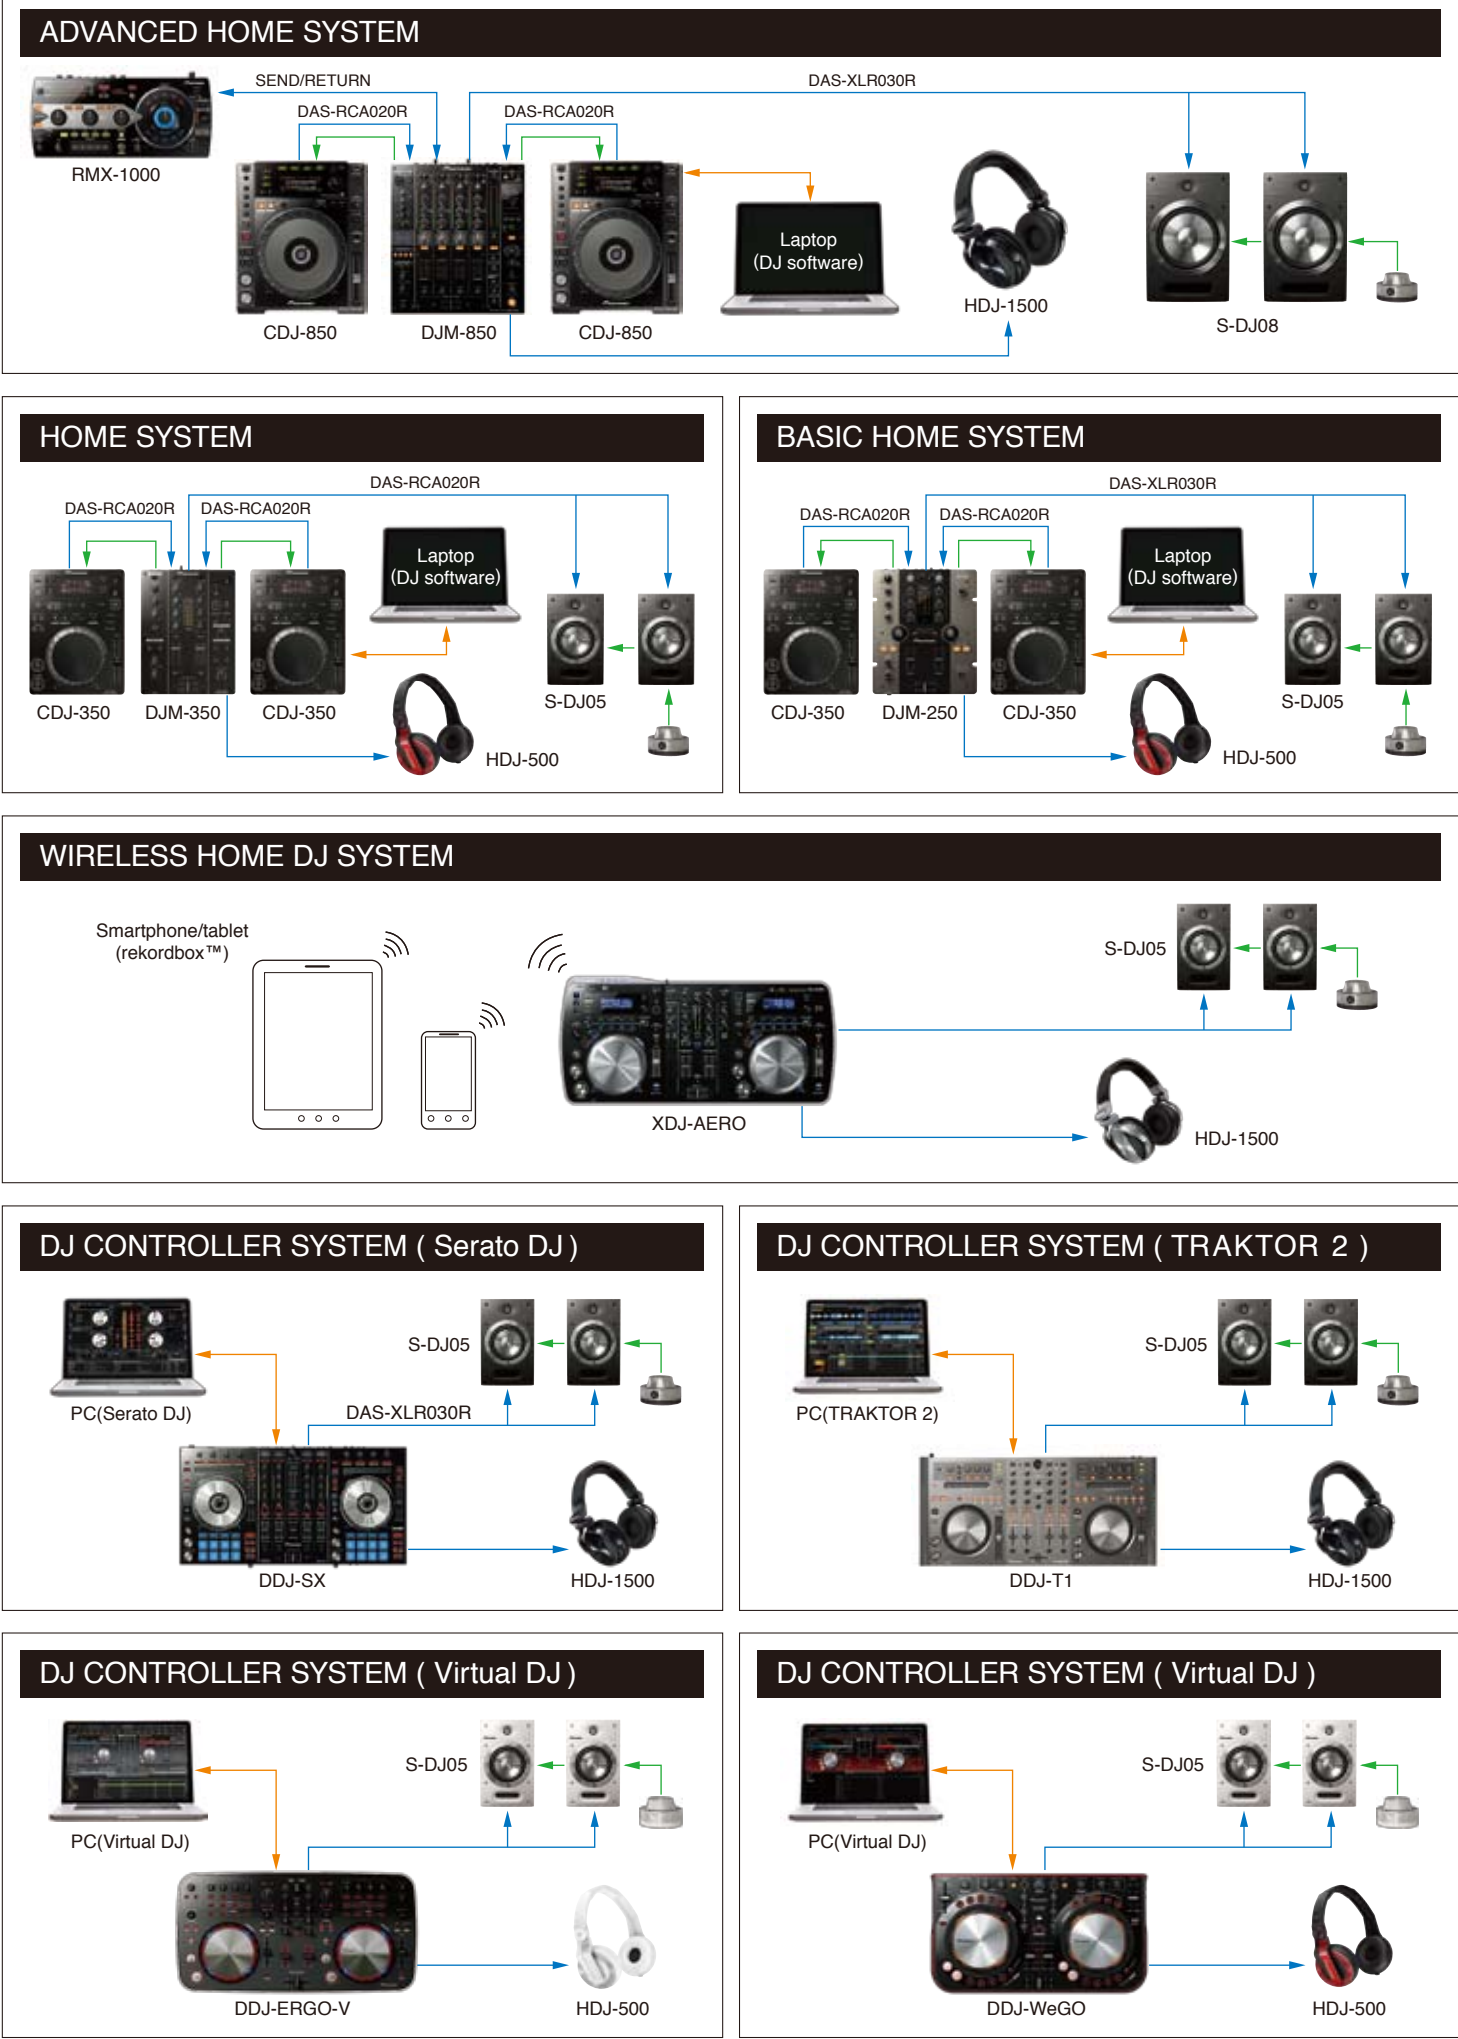 ADVANCED HOME SYSTEM
SEND/RETURN
DAS-XLR030R
DAS-RCA020R
DAS-RCA020R
RMX-1000
Laptop
(DJ software)
CDJ-850
DJM-850
CDJ-850
HDJ-1500
S-DJ08
HOME SYSTEM
DAS-RCA020R
DAS-RCA020R
DAS-RCA020R
Laptop
(DJ software)
CDJ-350
DJM-350
CDJ-350
S-DJ05
HDJ-500
BASIC HOME SYSTEM
DAS-XLR030R
DAS-RCA020R
DAS-RCA020R
Laptop
(DJ software)
CDJ-350
DJM-250
CDJ-350
S-DJ05
HDJ-500
WIRELESS HOME DJ SYSTEM
Smartphone/tablet
(rekordbox™)
S-DJ05
XDJ-AERO
HDJ-1500
DJ CONTROLLER SYSTEM ( Serato DJ )
S-DJ05
PC(Serato DJ)
DAS-XLR030R
DDJ-SX
HDJ-1500
DJ CONTROLLER SYSTEM ( TRAKTOR 2 )
S-DJ05
PC(TRAKTOR 2)
DDJ-T1
HDJ-1500
DJ CONTROLLER SYSTEM ( Virtual DJ )
S-DJ05
PC(Virtual DJ)
DDJ-ERGO-V
HDJ-500
DJ CONTROLLER SYSTEM ( Virtual DJ )
S-DJ05
PC(Virtual DJ)
DDJ-WeGO
HDJ-500